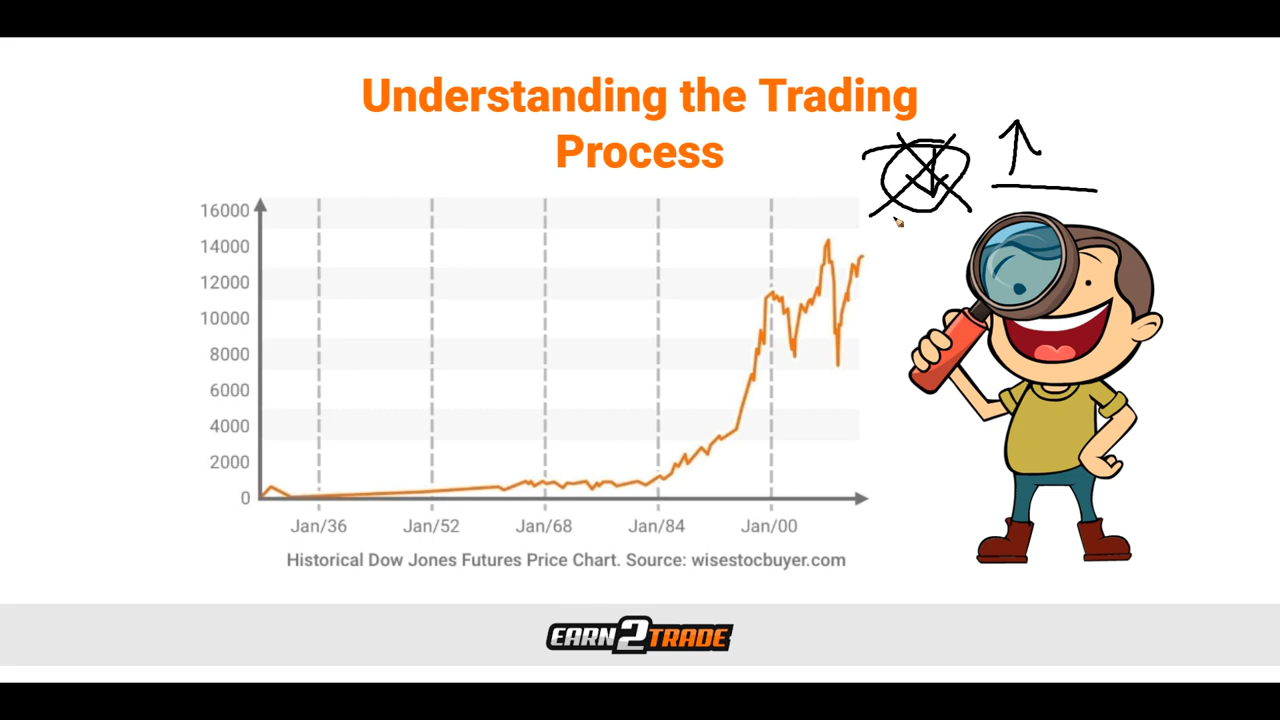 Understanding the Trading
Process
16000
14000
12000
10000
8000
6000
4000
2000
0
Jan/36 Jan/52 Jan/68 Jan/84 Jan/00
Historical Dow Jones Futures Price Chart. Source: wisestocbuyer.com
EARN2TRADE